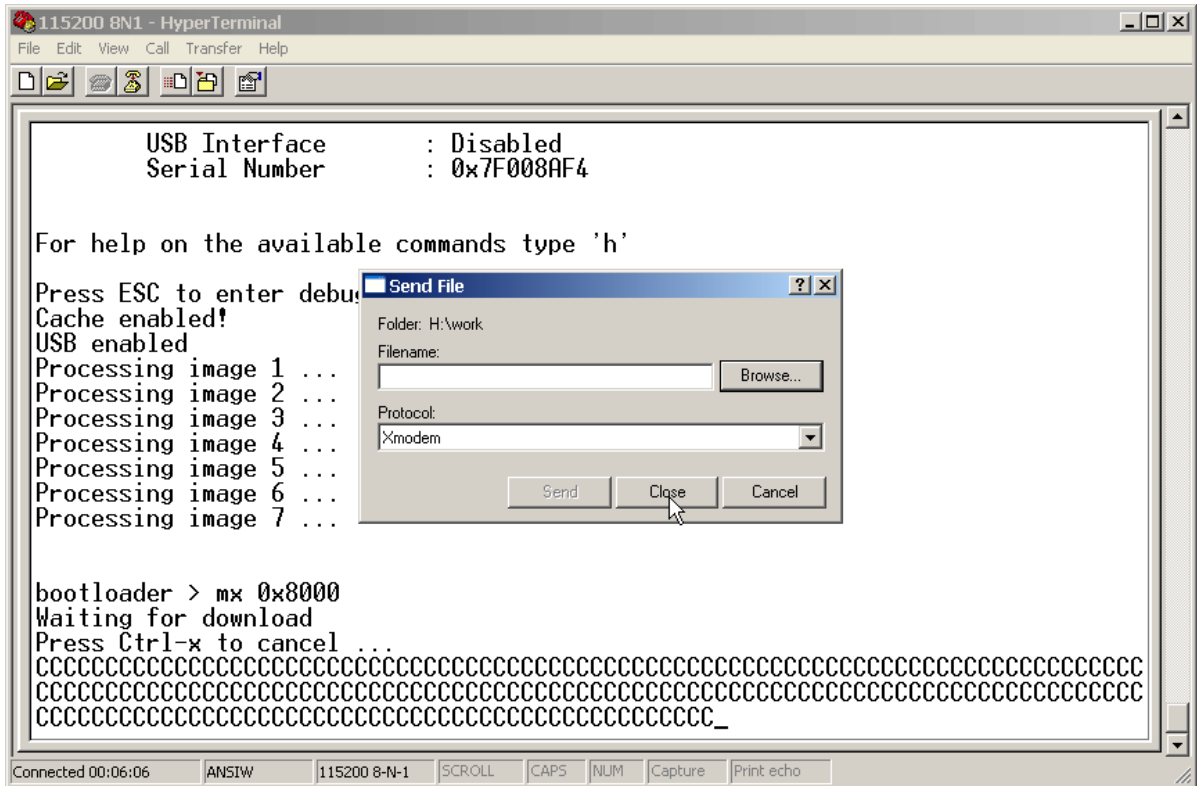 115200 8N1 - HyperTerminal
File Edit View Call Transfer Help
USB Interface : Disabled
Serial Number : 0x7F008AF4
For help on the available commands type 'h'
Press ESC to enter debu
Cache enabled!
USB enabled
Processing image 1 ...
Processing image 2 ...
Processing image 3 ...
Processing image 4 ...
Processing image 5 ...
Processing image 6 ...
Processing image 7 ...
Send File
Folder: H:\work
Filename:
Browse...
Protocol:
Xmodem
Send Close Cancel
bootloader > mx 0x8000
Waiting for download
Press Ctrl-x to cancel ...
CCCCCCCCCCCCCCCCCCCCCCCCCCCCCCCCCCCCCCCCCCCCCCCCCCCCCCCCCCCCCCCCCCCCCCCCCCCCCCCC
CCCCCCCCCCCCCCCCCCCCCCCCCCCCCCCCCCCCCCCCCCCCCCCCCCCCCCCCCCCCCCCCCCCCCCCCCCCCCCCC
CCCCCCCCCCCCCCCCCCCCCCCCCCCCCCCCCCCCCCCCCCCCCCCCC_
Connected 00:06:06 ANSIW 115200 8-N-1 SCROLL CAPS NUM Capture Print echo